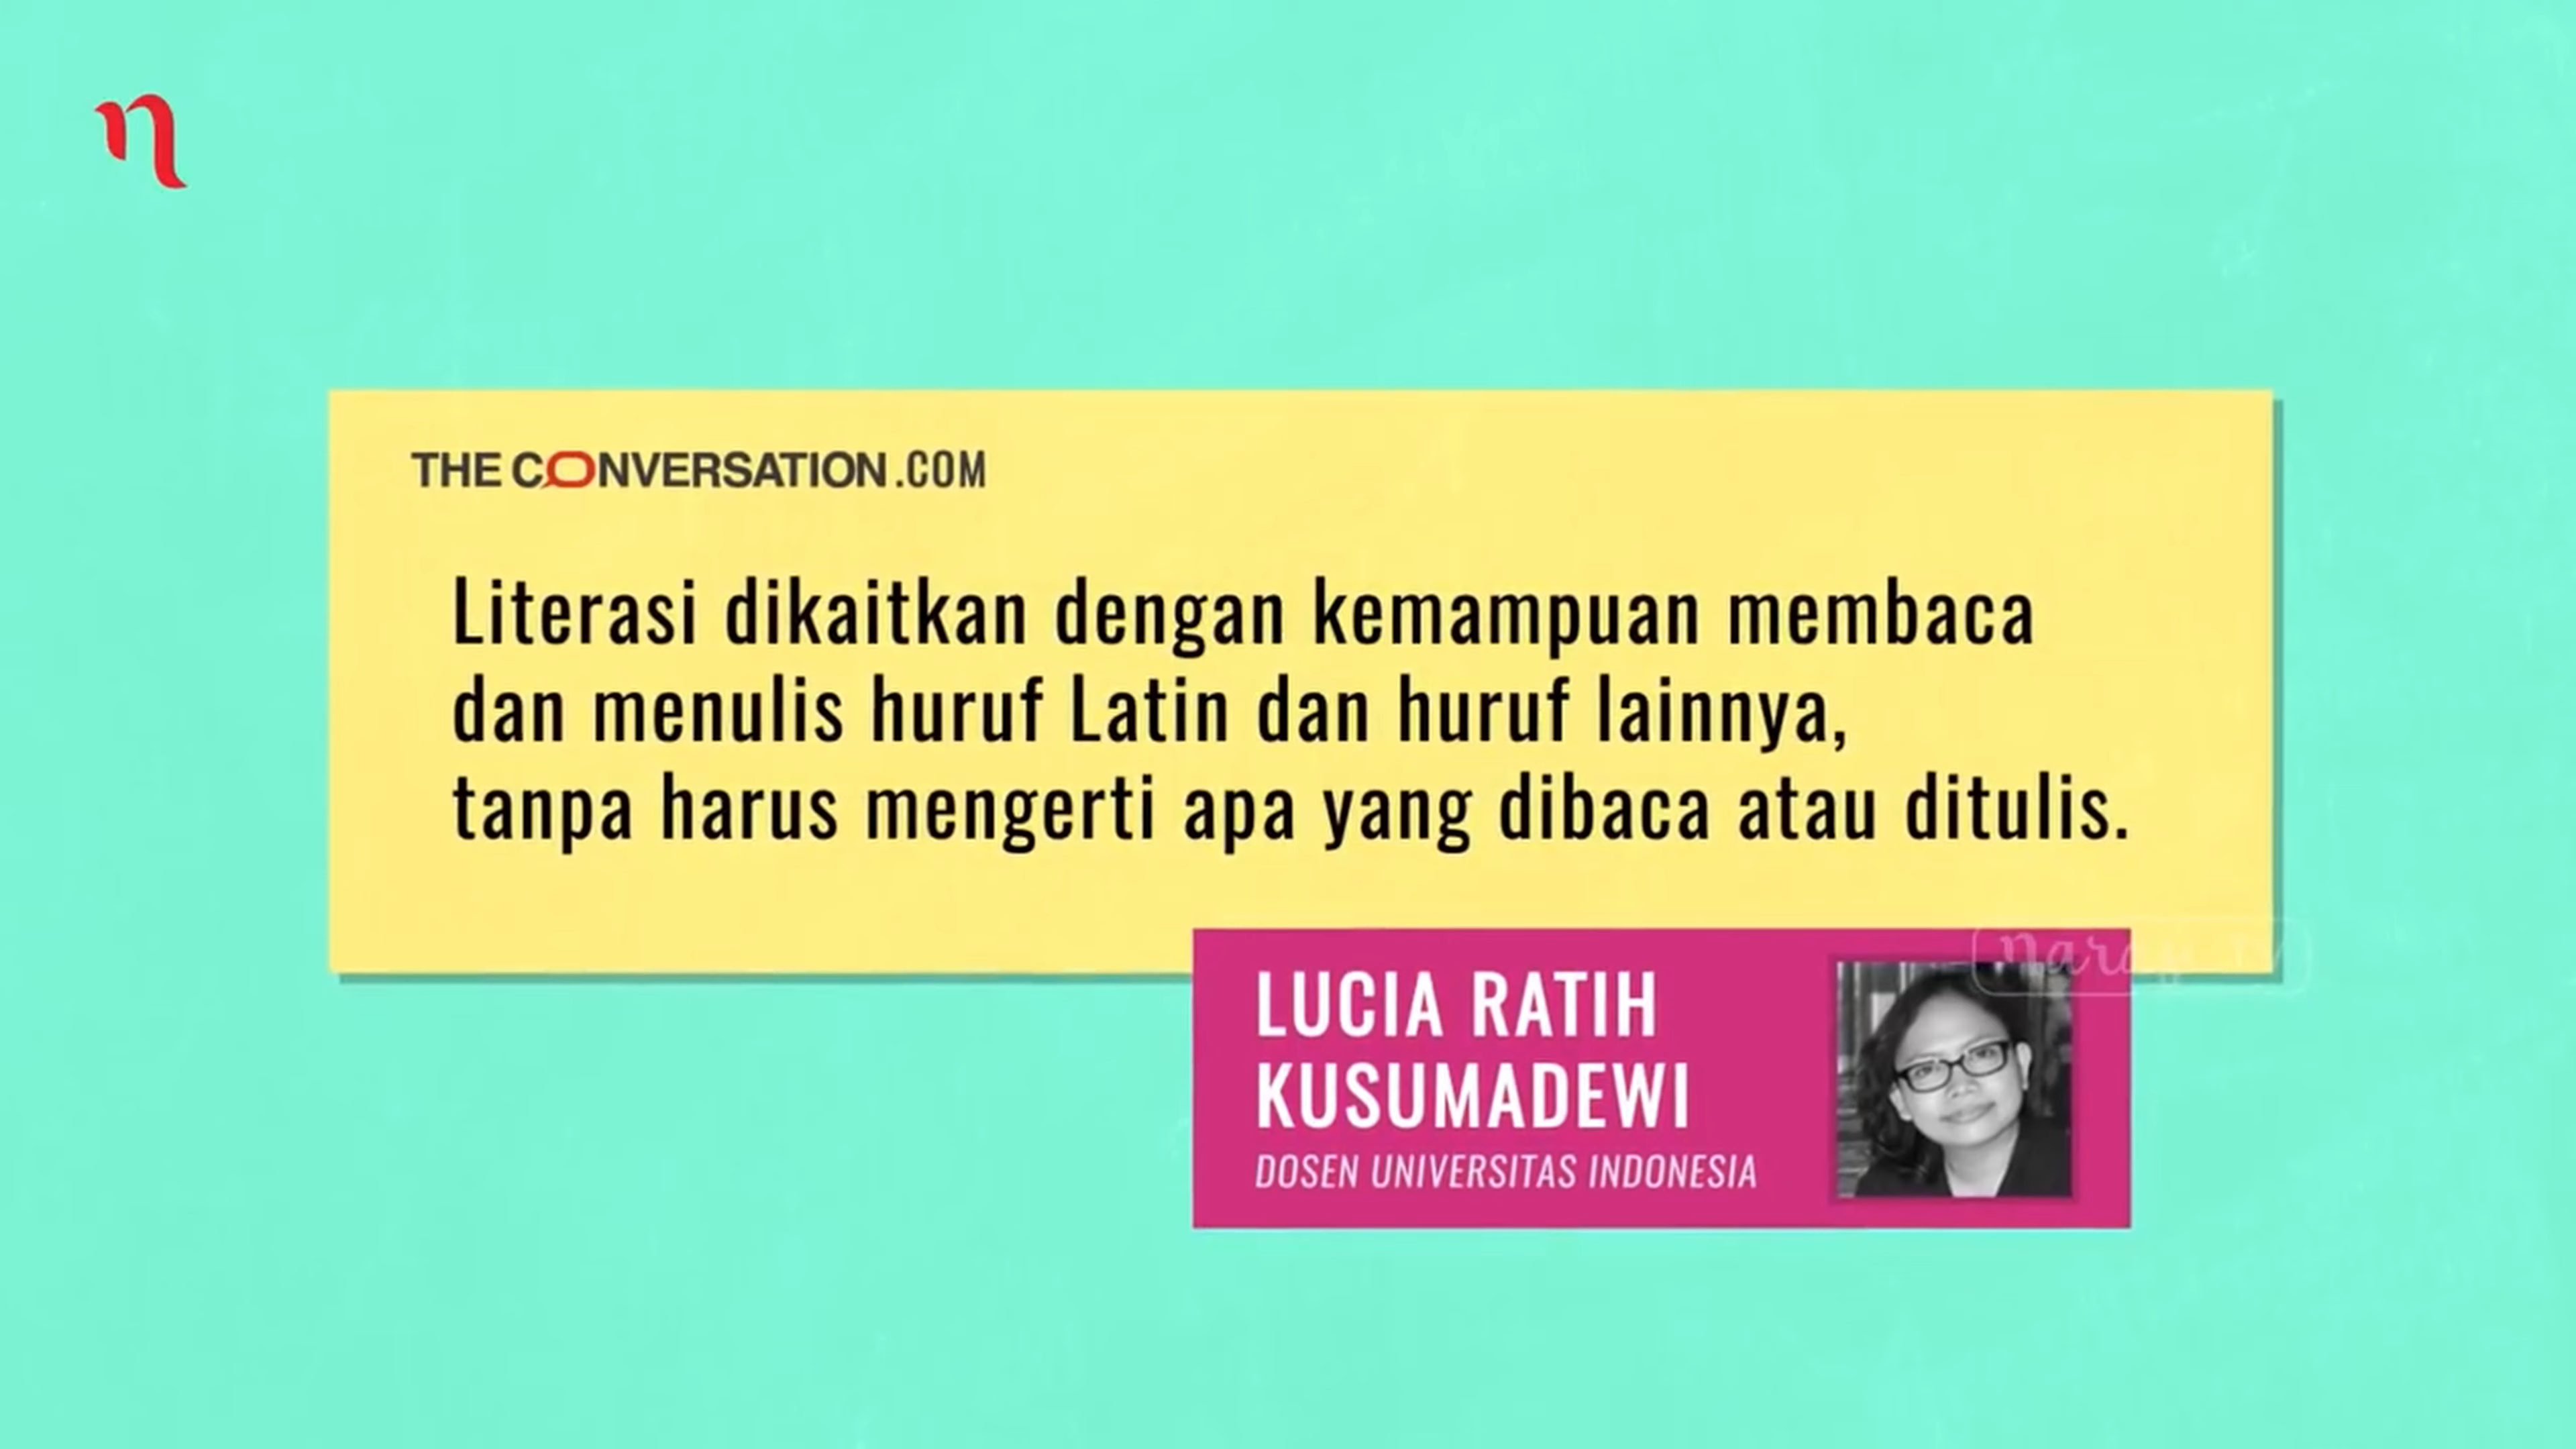 n
THE CONVERSATION.COM
Literasi dikaitkan dengan kemampuan membaca
dan menulis huruf Latin dan huruf lainnya,
tanpa harus mengerti apa yang dibaca atau ditulis.
LUCIA RATIH
KUSUMADEWI
DOSEN UNIVERSITAS INDONESIA